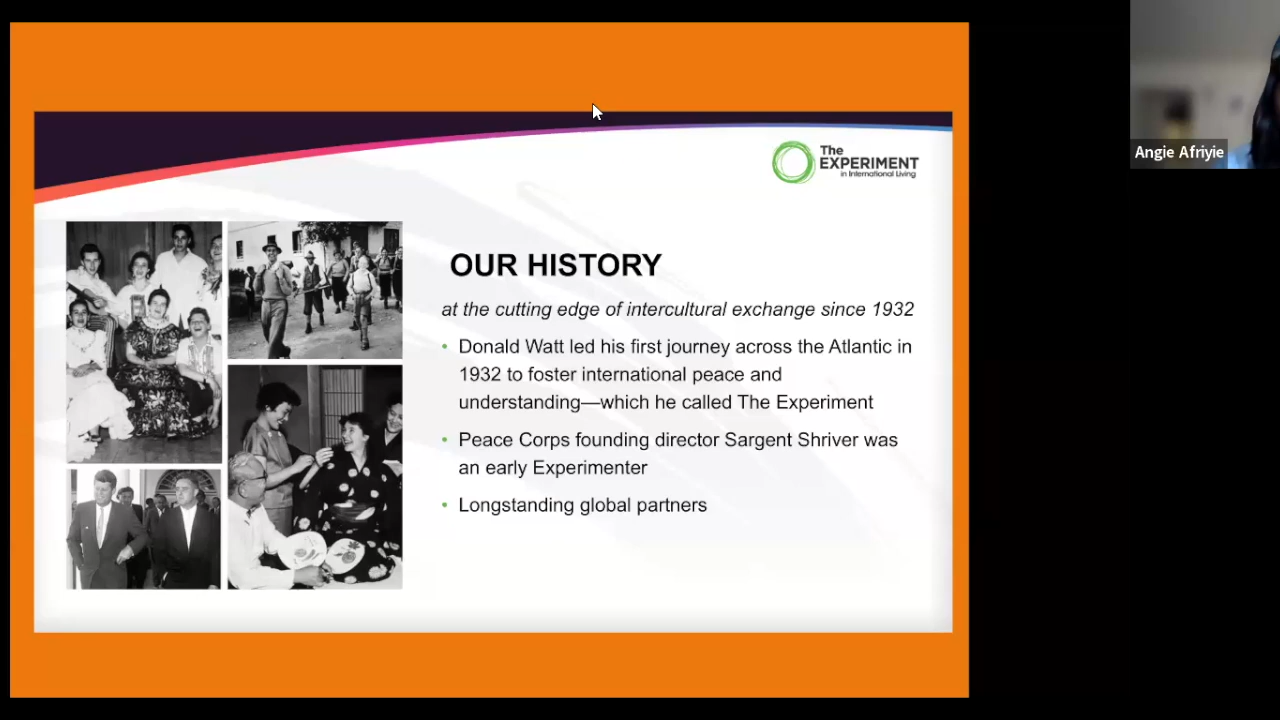 The
EXPERIMENT
in International Living
Angie Afriyie
OUR HISTORY
at the cutting edge of intercultural exchange since 1932
• Donald Watt led his first journey across the Atlantic in
1932 to foster international peace and
understanding—which he called The Experiment
• Peace Corps founding director Sargent Shriver was
an early Experimenter
• Longstanding global partners